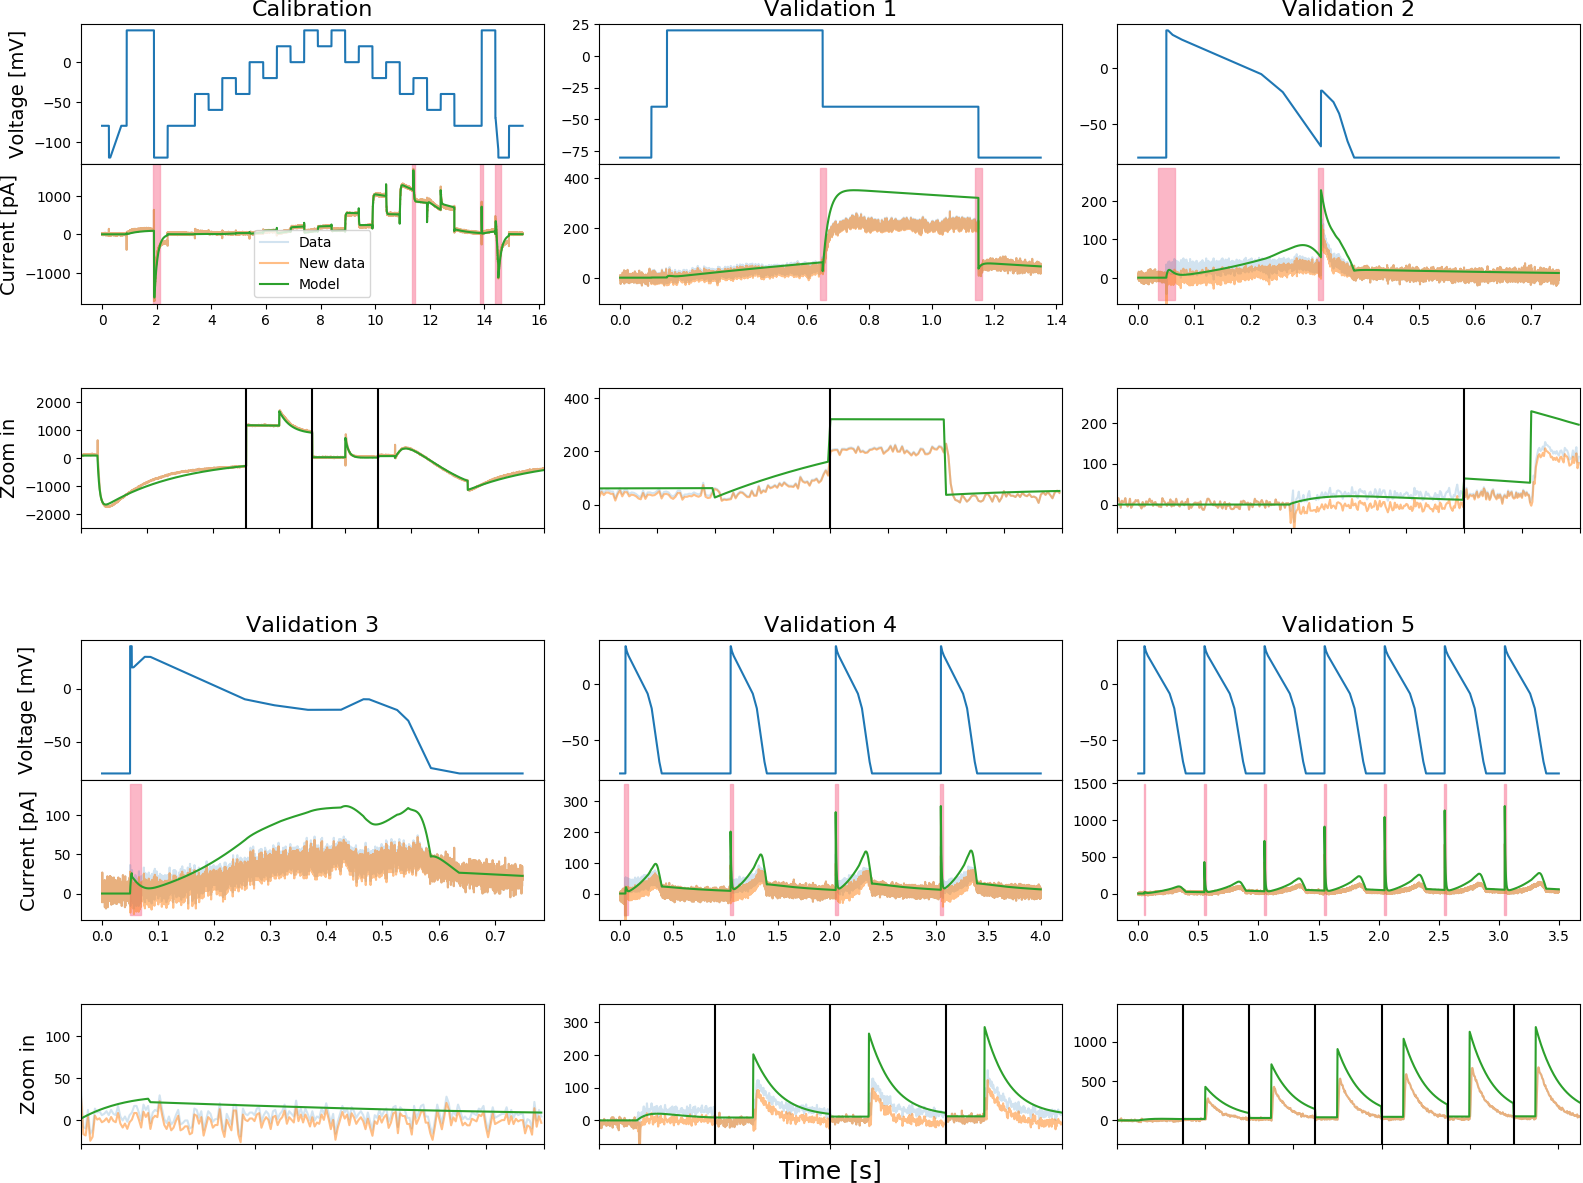 Calibration
Validation 1
Validation 2
Voltage [mV]
0
−50
−100
25
0
−25
−50
−75
0
−50
Current [pA]
1000
0
−1000
Data
New data
Model
400
200
0
200
100
0
0 2 4 6 8 10 12 14 16
0.0 0.2 0.4 0.6 0.8 1.0 1.2 1.4
0.0 0.1 0.2 0.3 0.4 0.5 0.6 0.7
Zoom in
2000
1000
0
−1000
−2000
400
200
0
200
100
0
Validation 3
Validation 4
Validation 5
Voltage [mV]
0
−50
0
−50
0
−50
Current [pA]
100
50
0
300
200
100
0
1500
1000
500
0
0.0 0.1 0.2 0.3 0.4 0.5 0.6 0.7
0.0 0.5 1.0 1.5 2.0 2.5 3.0 3.5 4.0
0.0 0.5 1.0 1.5 2.0 2.5 3.0 3.5
Zoom in
100
50
0
300
200
100
0
1000
500
0
Time [s]